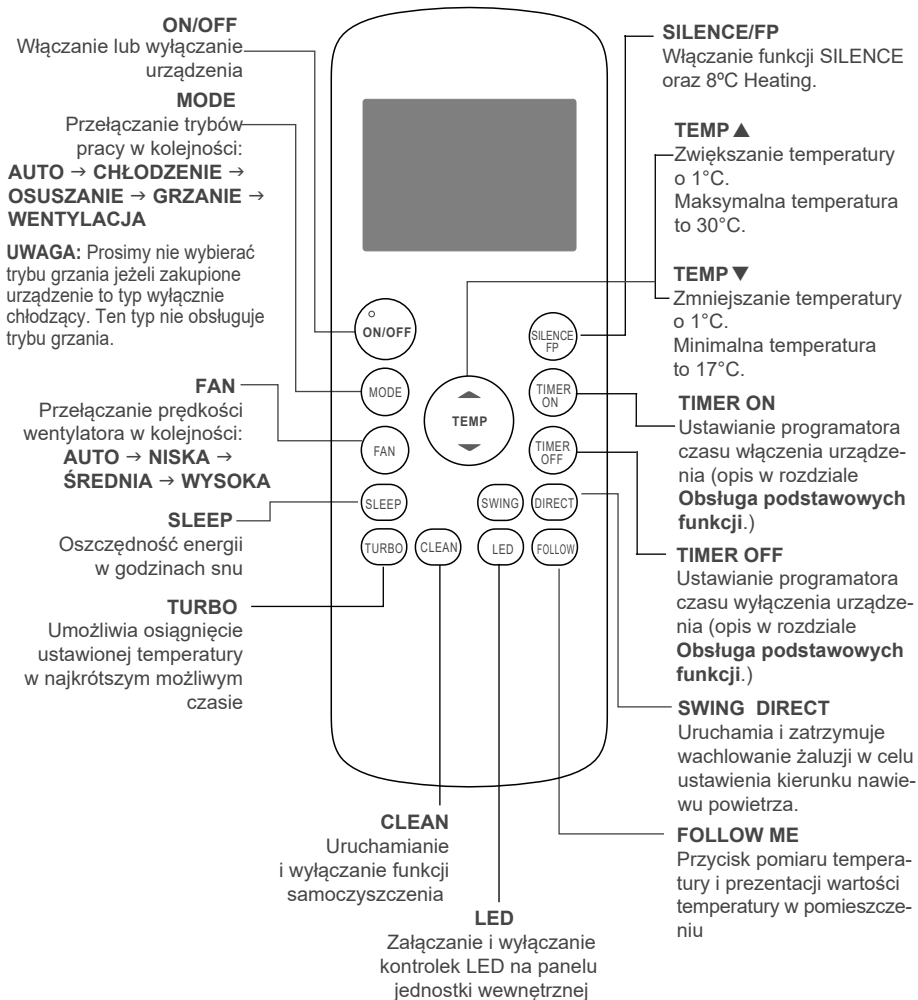 ON/OFF
Włączanie lub wyłączanie
urządzenia
MODE
Przełączanie trybów
pracy w kolejności:
AUTO → CHŁODZENIE →
OSUSZANIE → GRZANIE →
WENTYLACJA
UWAGA: Prosimy nie wybierać
trybu grzania jeżeli zakupione
urządzenie to typ wyłącznie
chłodzący. Ten typ nie obsługuje
trybu grzania.
FAN
Przełączanie prędkości
wentylatora w kolejności:
AUTO → NISKA →
ŚREDNIA → WYSOKA
SLEEP
Oszczędność energii
w godzinach snu
TURBO
Umożliwia osiągnięcie
ustawionej temperatury
w najkrótszym możliwym
czasie
ON/OFF
SILENCE
FP
MODE
TEMP
TIMER
ON
FAN
TIMER
OFF
SLEEP
SWING
DIRECT
TURBO
CLEAN
LED
FOLLOW
CLEAN
Uruchamianie
i wyłączanie funkcji
samoczyszczenia
LED
Załączanie i wyłączanie
kontrolek LED na panelu
jednostki wewnętrznej
SILENCE/FP
Włączanie funkcji SILENCE
oraz 8ºC Heating.
TEMP▲
Zwiększanie temperatury
o 1°C.
Maksymalna temperatura
to 30°C.
TEMP▼
Zmniejszanie temperatury
o 1°C.
Minimalna temperatura
to 17°C.
TIMER ON
Ustawianie programatora
czasu włączenia urządze-
nia (opis w rozdziale
Obsługa podstawowych
funkcji.)
TIMER OFF
Ustawianie programatora
czasu wyłączenia urządze-
nia (opis w rozdziale
Obsługa podstawowych
funkcji.)
SWING DIRECT
Uruchamia i zatrzymuje
wachlowanie żaluzji w celu
ustawienia kierunku nawie-
wu powietrza.
FOLLOW ME
Przycisk pomiaru tempera-
tury i prezentacji wartości
temperatury w pomieszcze-
niu